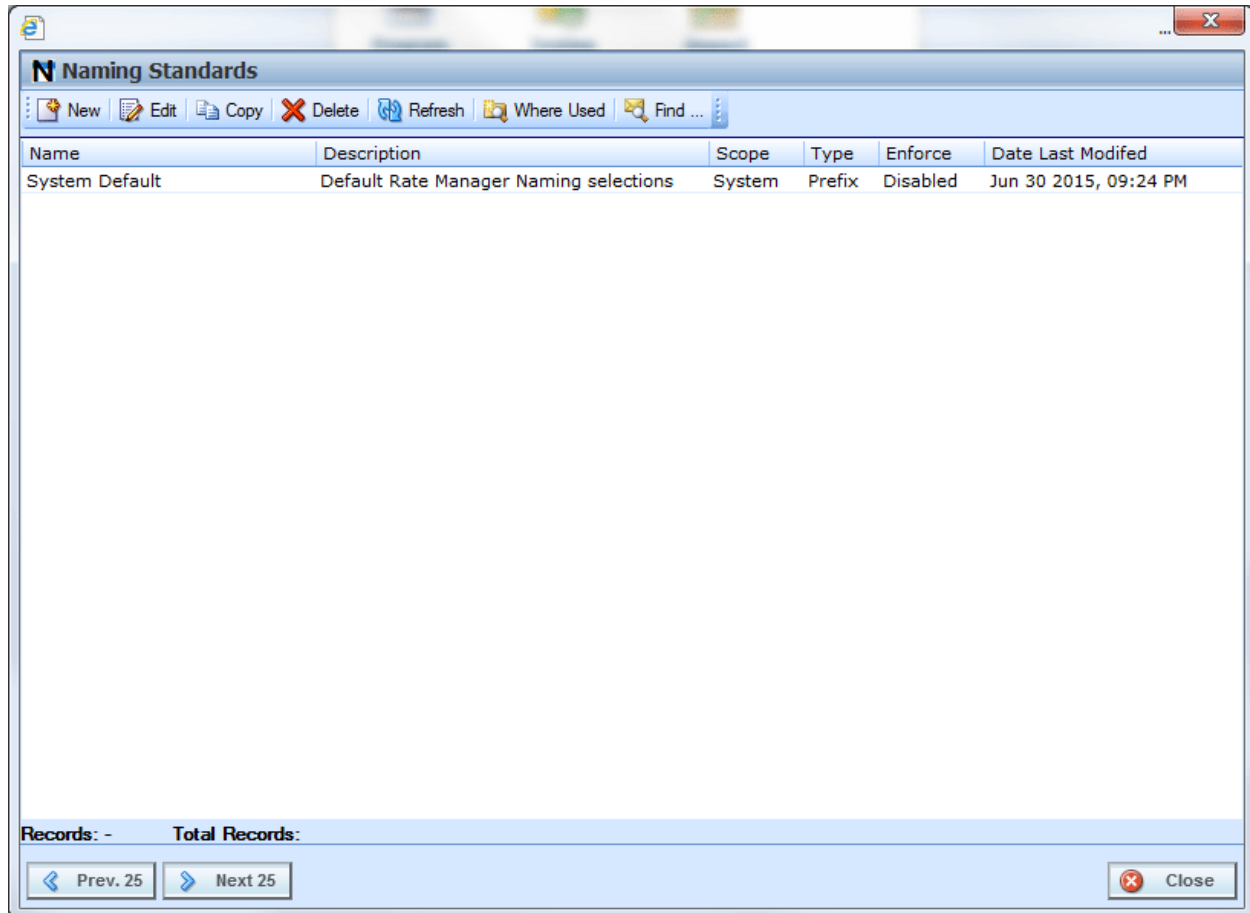 ...
Naming Standards
New Edit Copy Delete Refresh Where Used Find ...
Name Description Scope Type Enforce Date Last Modifed
System Default Default Rate Manager Naming selections System Prefix Disabled Jun 30 2015, 09:24 PM
Records: - Total Records:
Prev. 25 Next 25 Close